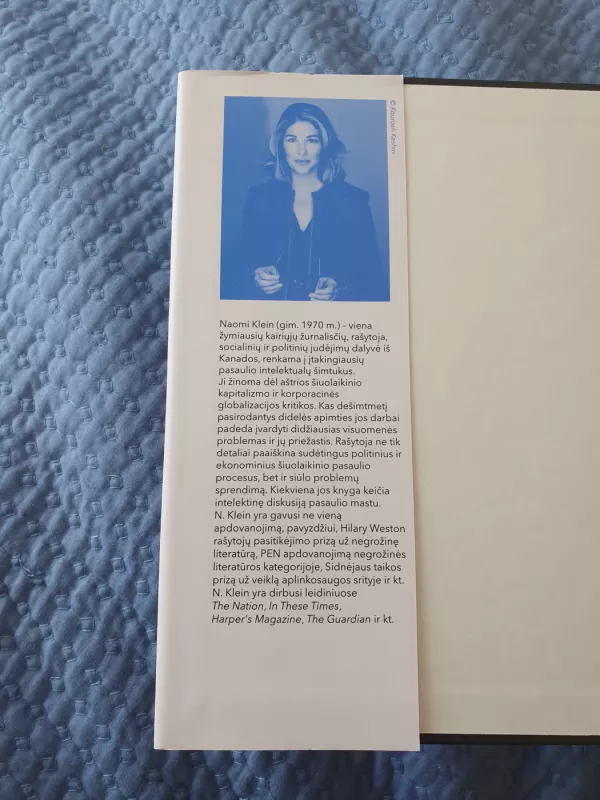 © Kourosh Keshiri
Naomi Klein (gim. 1970 m.) – viena
žymiausių kairiųjų žurnalisčių, rašytoja,
socialinių ir politinių judėjimų dalyvė iš
Kanados, renkama į įtakingiausių
pasaulio intelektualų šimtukus.
Ji žinoma dėl aštrios šiuolaikinio
kapitalizmo ir korporacinės
globalizacijos kritikos. Kas dešimtmetį
pasirodantys didelės apimties jos darbai
padeda įvardyti didžiausias visuomenės
problemas ir jų priežastis. Rašytoja ne tik
detaliai paaiškina sudėtingus politinius ir
ekonominius šiuolaikinio pasaulio
procesus, bet ir siūlo problemų
sprendimą. Kiekviena jos knyga keičia
intelektinę diskusiją pasaulio mastu.
N. Klein yra gavusi ne vieną
apdovanojimą, pavyzdžiui, Hilary Weston
rašytojų pasitikėjimo prizą už negrožinę
literatūrą, PEN apdovanojimą negrožinės
literatūros kategorijoje, Sidnėjaus taikos
prizą už veiklą aplinkosaugos srityje ir kt.
N. Klein yra dirbusi leidiniuose
The Nation, In These Times,
Harper's Magazine, The Guardian ir kt.